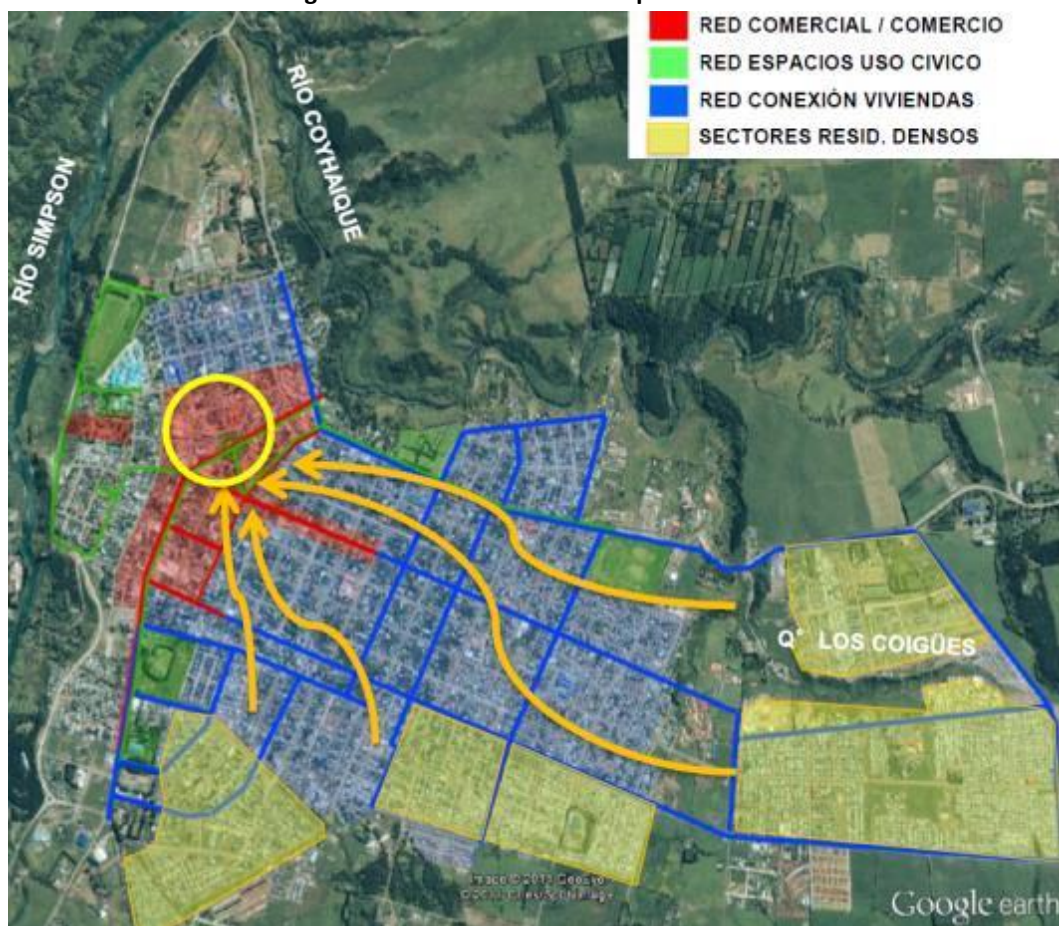 RED COMERCIAL / COMERCIO
RED ESPACIOS USO CIVICO
RED CONEXIÓN VIVIENDAS
SECTORES RESID. DENSOS
RÍO COYHAIQUE
RÍO SIMPSON
Q° LOS COIGÜES
Google earth